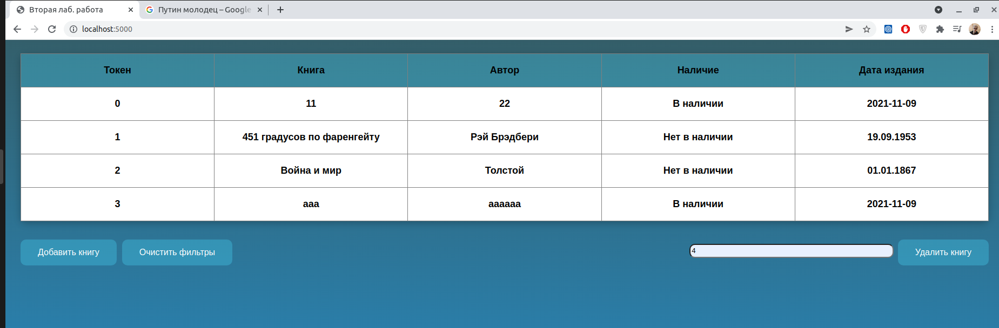 Вторая лаб. работа
Путин молодец – Google
localhost:5000
Токен Книга Автор Наличие Дата издания
0 11 22 В наличии 2021-11-09
1 451 градусов по фаренгейту Рэй Брэдбери Нет в наличии 19.09.1953
2 Война и мир Толстой Нет в наличии 01.01.1867
3 ааа аааааа В наличии 2021-11-09
Добавить книгу Очистить фильтры 4 Удалить книгу